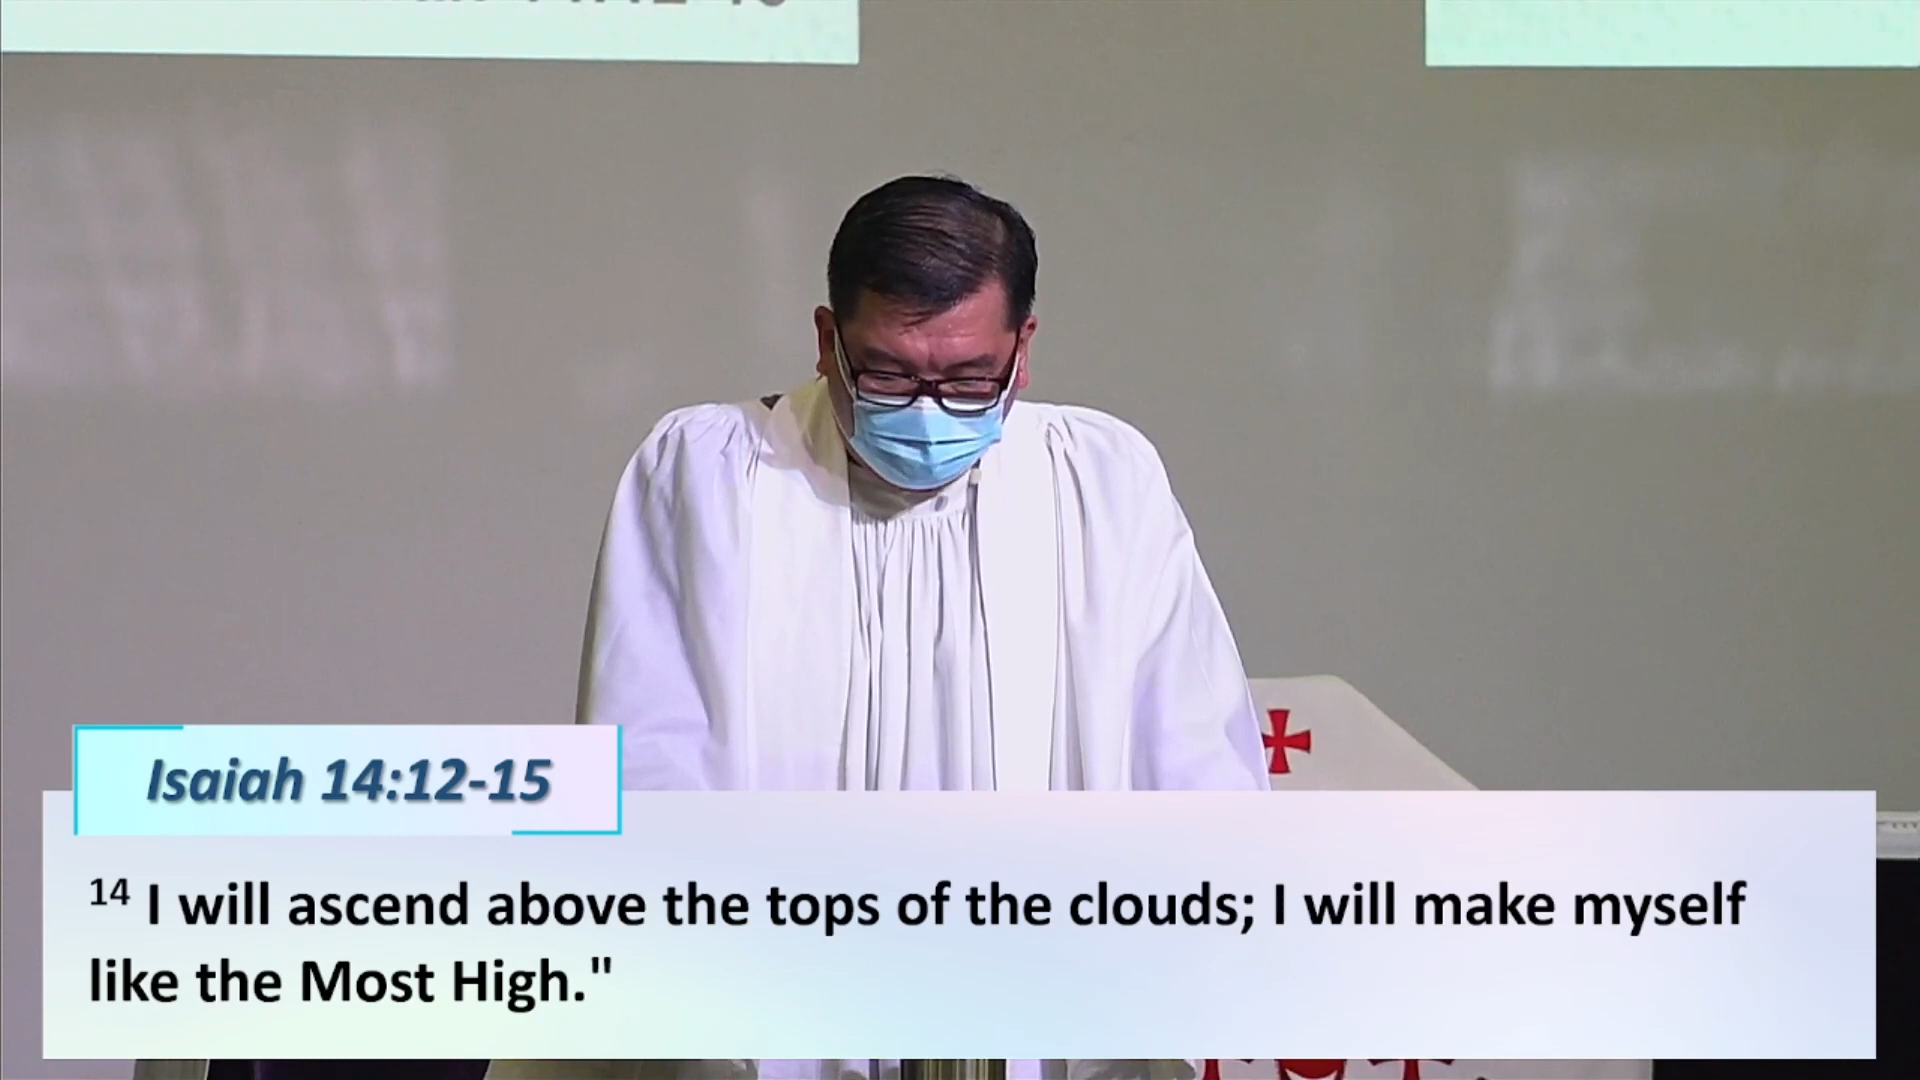 Isaiah 14:12-15
14 I will ascend above the tops of the clouds; I will make myself
like the Most High."